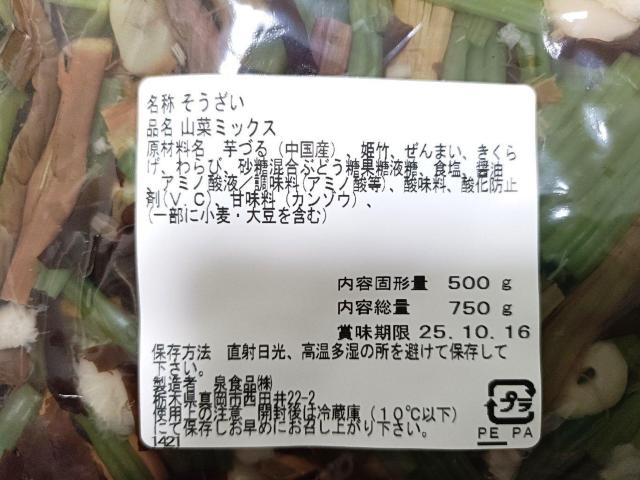 名称 そうざい
品名 山菜ミックス
原材料名　芋づる（中国産）、姫竹、ぜんまい、きくら
げ、わらび、砂糖混合ぶどう糖果糖液糖、食塩、醤油
、アミノ酸液／調味料(アミノ酸等)、酸味料、酸化防止
剤(V.C)、甘味料（カンゾウ）、
(一部に小麦・大豆を含む)
内容固形量　500 g
内容総量　750 g
賞味期限 25.10.16
保存方法　直射日光、高温多湿の所を避けて保存して
下さい。
製造者　泉食品㈱
栃木県真岡市西田井22-2
使用上の注意　開封後は冷蔵庫（10℃以下）
にて保存しお早めにお召し上がり下さい。
1421
プラ
PE PA